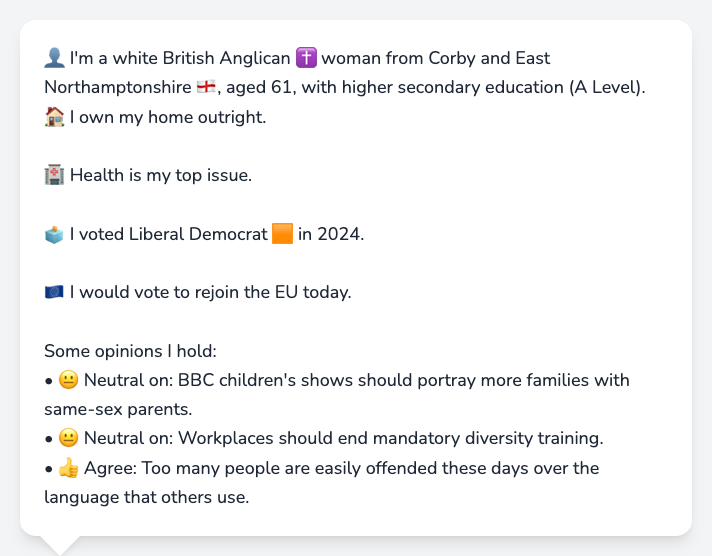 👤 I'm a white British Anglican ✝️ woman from Corby and East
Northamptonshire 🏴󠁧󠁢󠁥󠁮󠁧󠁿, aged 61, with higher secondary education (A Level).
🏠 I own my home outright.
🏥 Health is my top issue.
🗳️ I voted Liberal Democrat 🟧 in 2024.
🇪🇺 I would vote to rejoin the EU today.
Some opinions I hold:
• 😐 Neutral on: BBC children's shows should portray more families with
same-sex parents.
• 😐 Neutral on: Workplaces should end mandatory diversity training.
• 👍 Agree: Too many people are easily offended these days over the
language that others use.